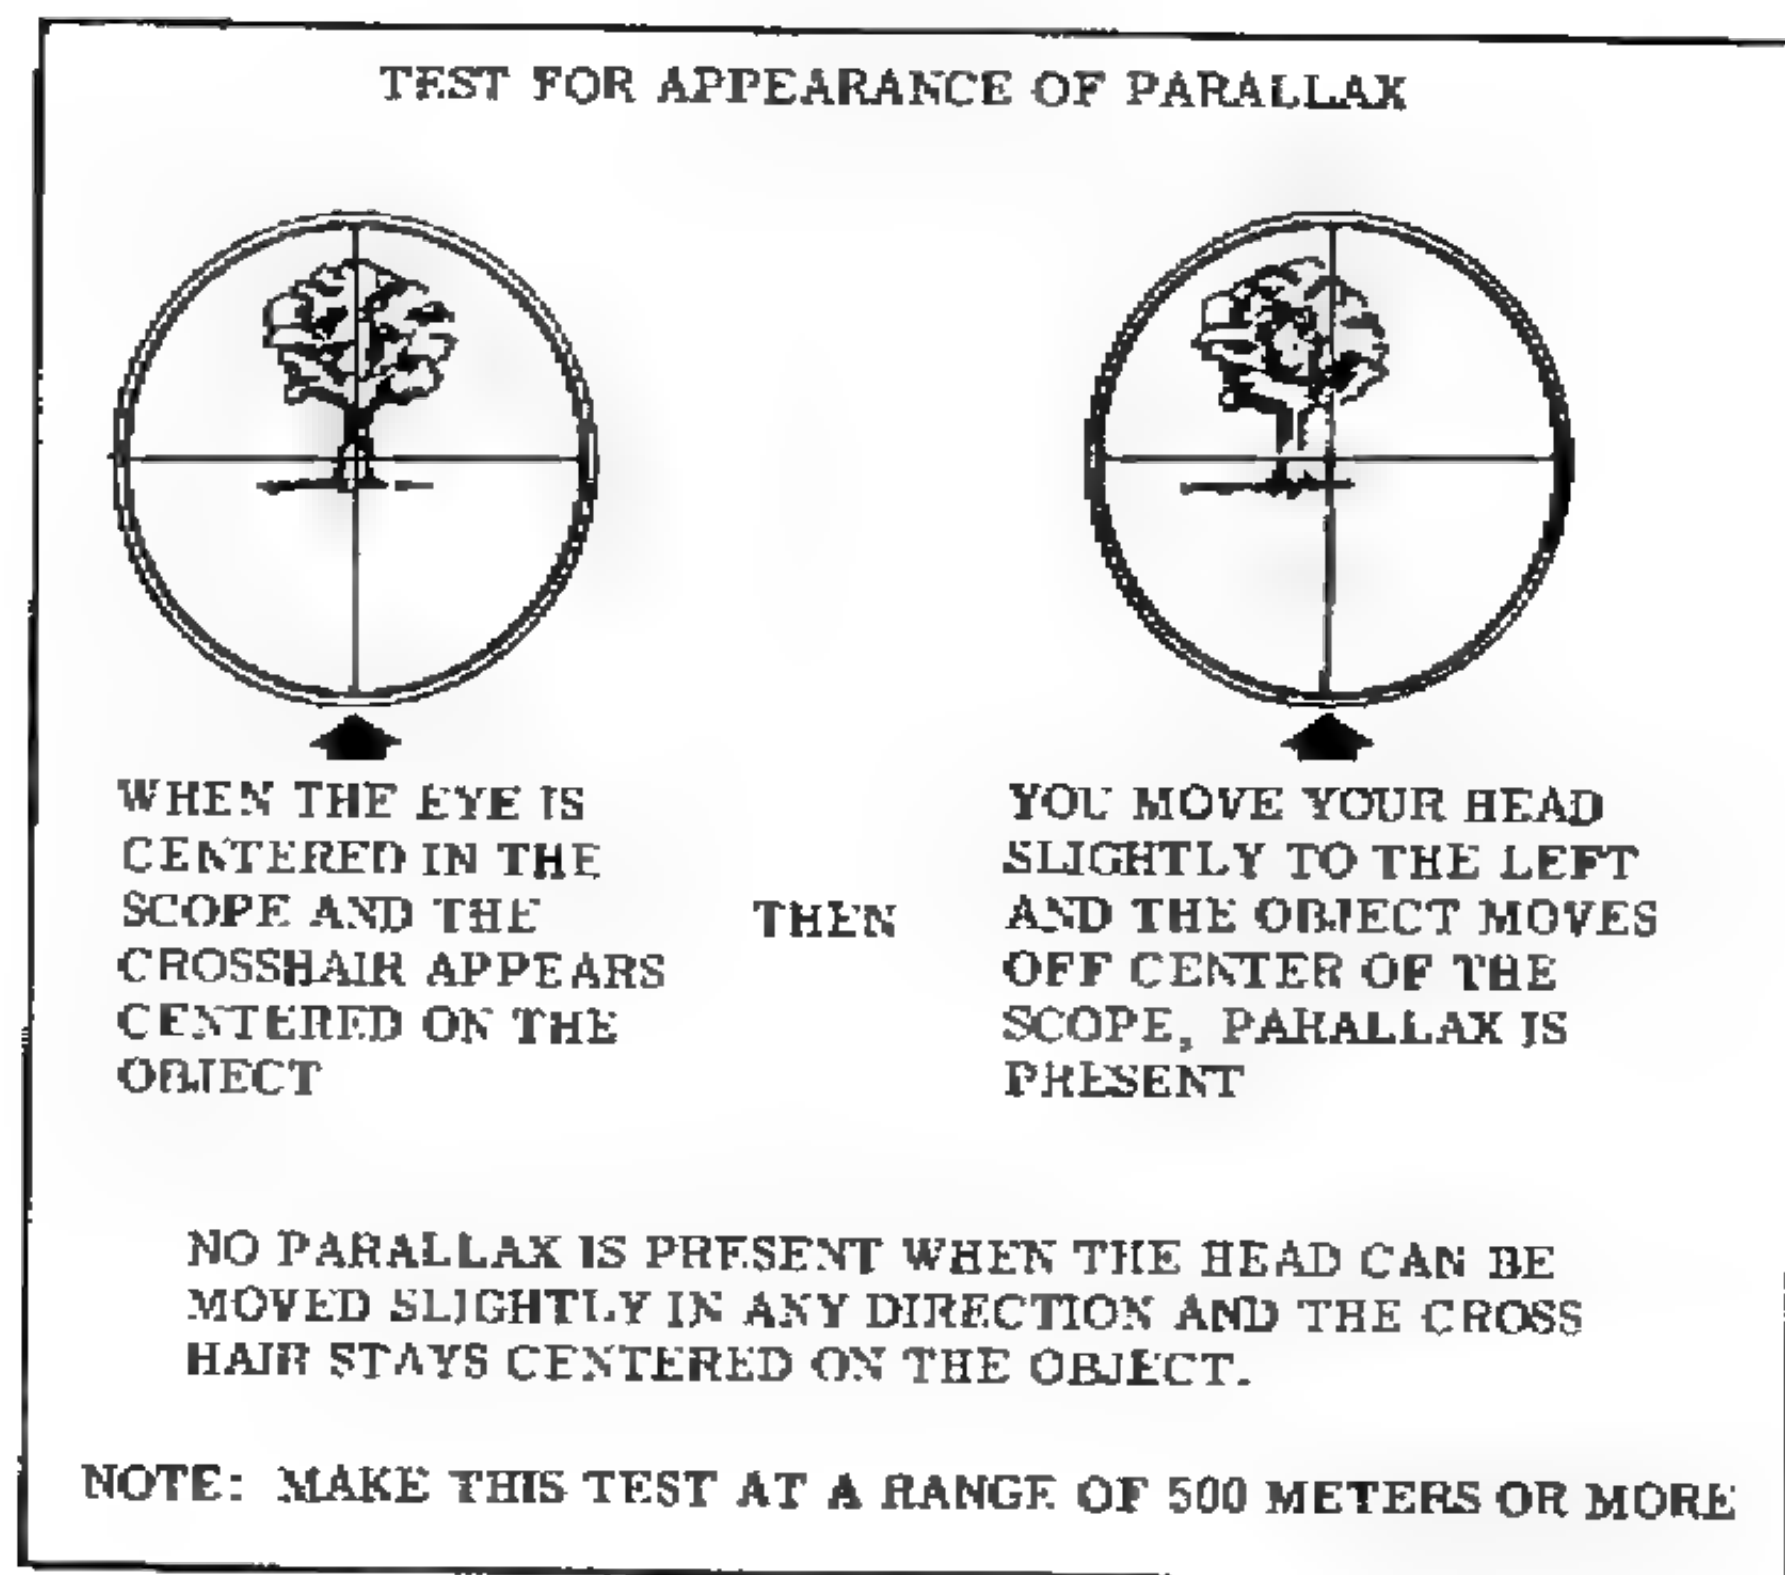 TEST FOR APPEARANCE OF PARALLAX
WHEN THE EYE IS
CENTERED IN THE
SCOPE AND THE
CROSSHAIR APPEARS
CENTERED ON THE
OBJECT
THEN
YOU MOVE YOUR HEAD
SLIGHTLY TO THE LEFT
AND THE OBJECT MOVES
OFF CENTER OF THE
SCOPE, PARALLAX IS
PRESENT
NO PARALLAX IS PRESENT WHEN THE HEAD CAN BE
MOVED SLIGHTLY IN ANY DIRECTION AND THE CROSS
HAIR STAYS CENTERED ON THE OBJECT.
NOTE: MAKE THIS TEST AT A RANGE OF 500 METERS OR MORE